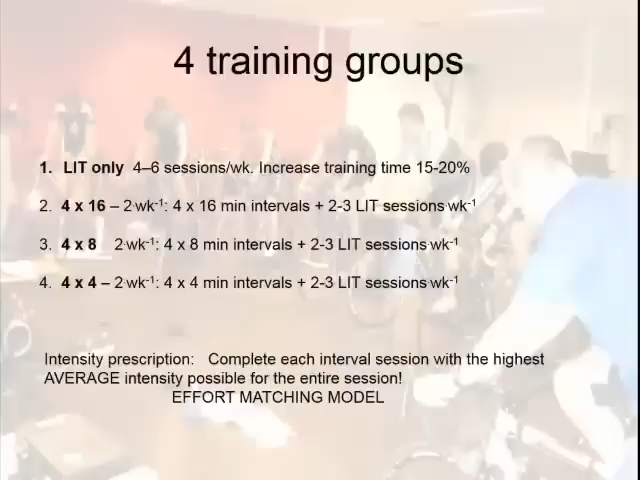 4 training groups
1. LIT only 4–6 sessions/wk. Increase training time 15-20%
2. 4 x 16 – 2·wk-1: 4 x 16 min intervals + 2-3 LIT sessions·wk-1
3. 4 x 8 2·wk-1: 4 x 8 min intervals + 2-3 LIT sessions·wk-1
4. 4 x 4 – 2·wk-1: 4 x 4 min intervals + 2-3 LIT sessions·wk-1
Intensity prescription: Complete each interval session with the highest
AVERAGE intensity possible for the entire session!
EFFORT MATCHING MODEL